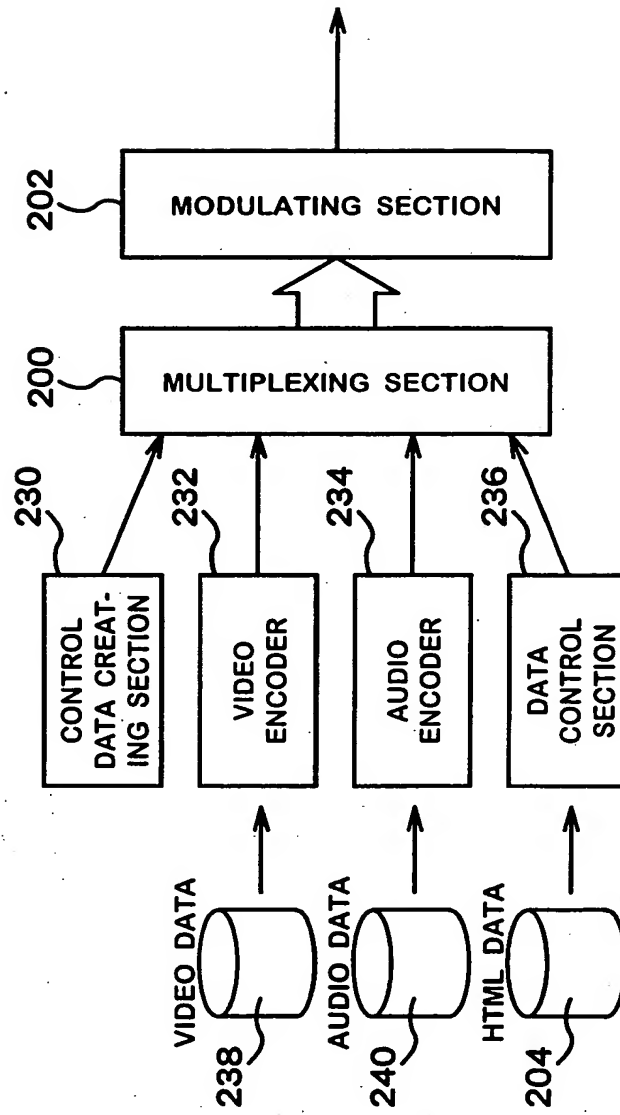 202
MODULATING SECTION
200
MULTIPLEXING SECTION
230
CONTROL
DATA CREAT-
ING SECTION
232
VIDEO
ENCODER
234
AUDIO
ENCODER
236
DATA
CONTROL
SECTION
VIDEO DATA
238
AUDIO DATA
240
HTML DATA
204